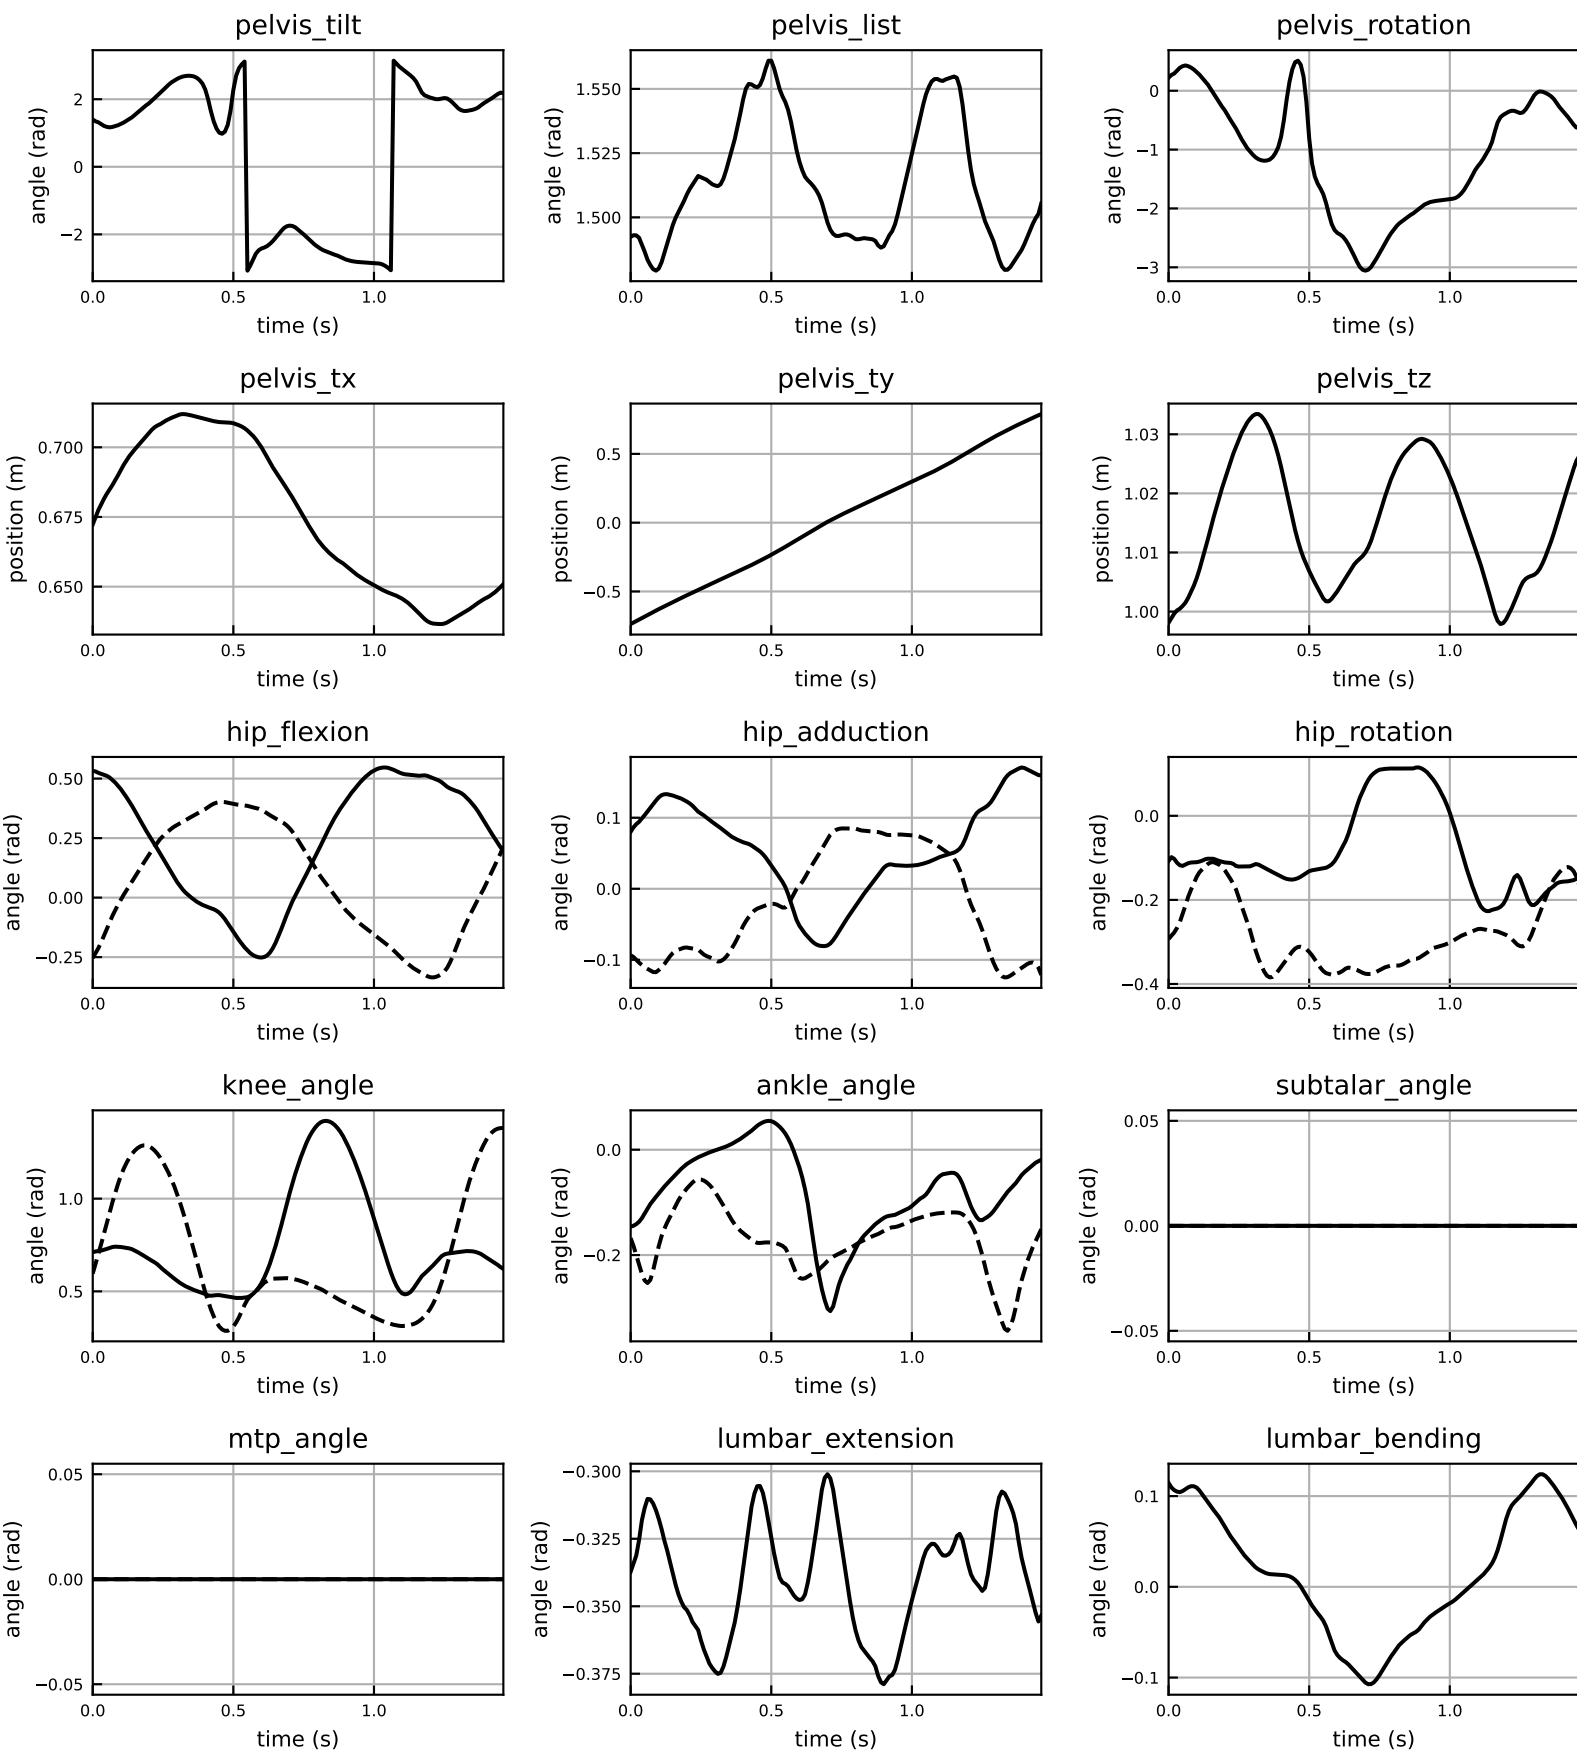 pelvis_tilt
angle (rad)
2
0
−2
0.0 0.5 1.0
time (s)
pelvis_list
angle (rad)
1.550
1.525
1.500
0.0 0.5 1.0
time (s)
pelvis_rotation
angle (rad)
0
−1
−2
−3
0.0 0.5 1.0
time (s)
pelvis_tx
position (m)
0.700
0.675
0.650
0.0 0.5 1.0
time (s)
pelvis_ty
position (m)
0.5
0.0
−0.5
0.0 0.5 1.0
time (s)
pelvis_tz
position (m)
1.03
1.02
1.01
1.00
0.0 0.5 1.0
time (s)
hip_flexion
angle (rad)
0.50
0.25
0.00
−0.25
0.0 0.5 1.0
time (s)
hip_adduction
angle (rad)
0.1
0.0
−0.1
0.0 0.5 1.0
time (s)
hip_rotation
angle (rad)
0.0
−0.2
−0.4
0.0 0.5 1.0
time (s)
knee_angle
angle (rad)
1.0
0.5
0.0 0.5 1.0
time (s)
ankle_angle
angle (rad)
0.0
−0.2
0.0 0.5 1.0
time (s)
subtalar_angle
angle (rad)
0.05
0.00
−0.05
0.0 0.5 1.0
time (s)
mtp_angle
angle (rad)
0.05
0.00
−0.05
0.0 0.5 1.0
time (s)
lumbar_extension
angle (rad)
−0.300
−0.325
−0.350
−0.375
0.0 0.5 1.0
time (s)
lumbar_bending
angle (rad)
0.1
0.0
−0.1
0.0 0.5 1.0
time (s)